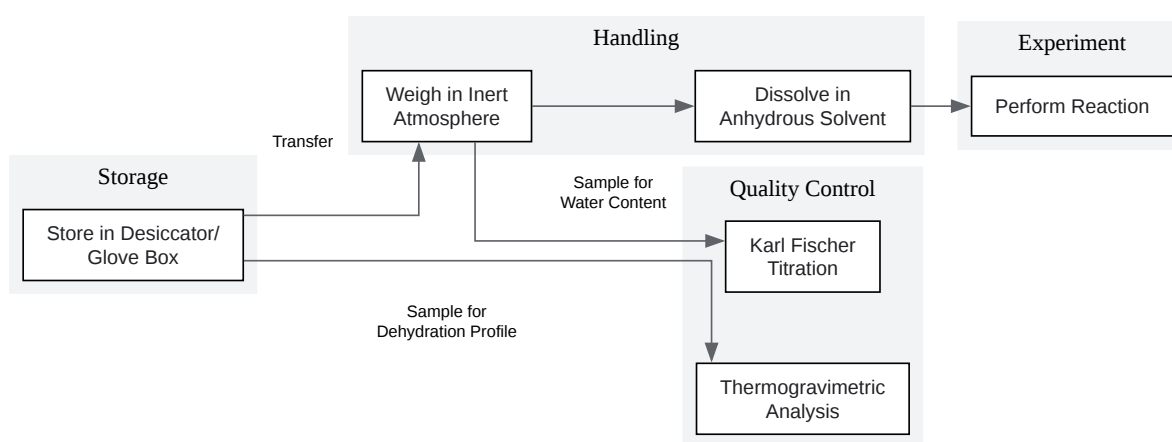 Handling
Weigh in Inert
Atmosphere
Dissolve in
Anhydrous Solvent
Experiment
Perform Reaction
Transfer
Storage
Store in Desiccator/
Glove Box
Sample for
Water Content
Quality Control
Karl Fischer
Titration
Sample for
Dehydration Profile
Thermogravimetric
Analysis